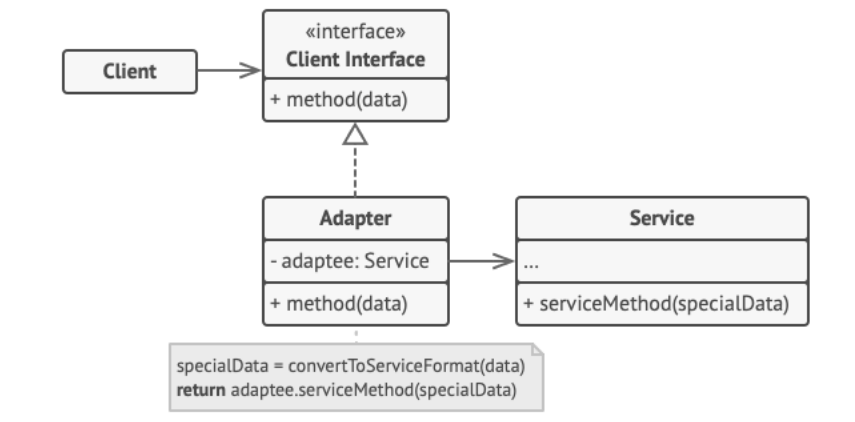 «interface»
Client Interface
Client
+ method(data)
Adapter
Service
- adaptee: Service
...
+ method(data)
+ serviceMethod(specialData)
specialData = convertToServiceFormat(data)
return adaptee.serviceMethod(specialData)